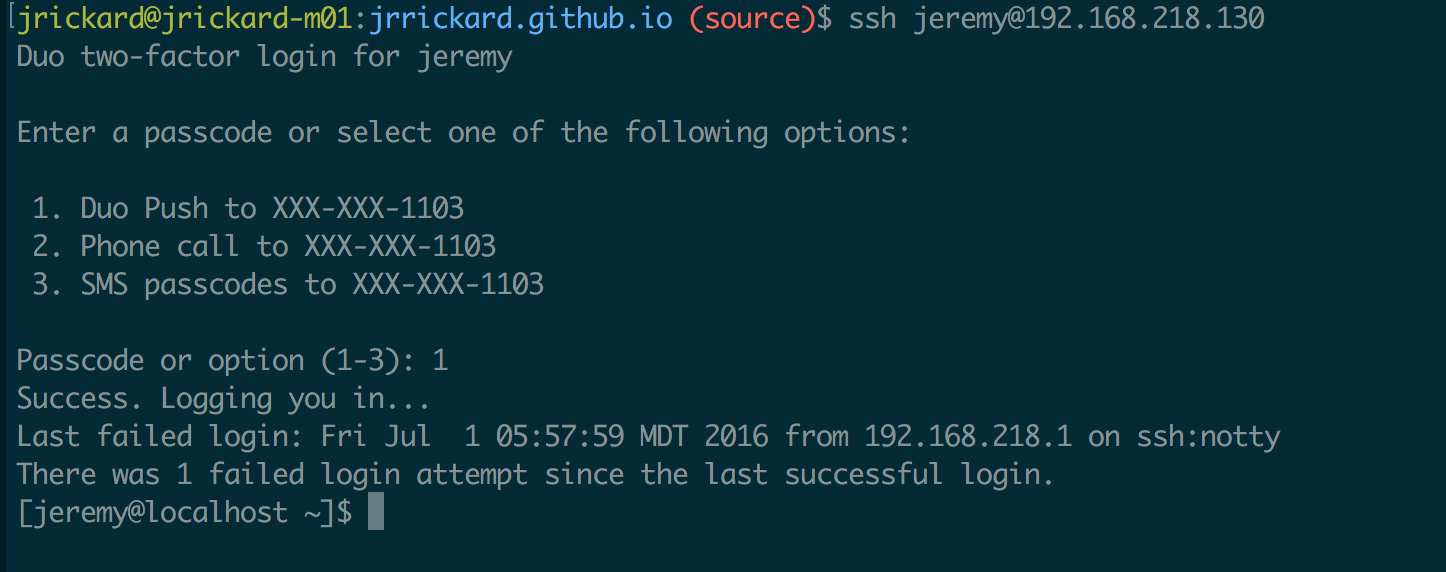 [jrickard@jrickard-m01:jrrickard.github.io (source)$ ssh jeremy@192.168.218.130
Duo two-factor login for jeremy
Enter a passcode or select one of the following options:
1. Duo Push to XXX-XXX-1103
2. Phone call to XXX-XXX-1103
3. SMS passcodes to XXX-XXX-1103
Passcode or option (1-3): 1
Success. Logging you in...
Last failed login: Fri Jul  1 05:57:59 MDT 2016 from 192.168.218.1 on ssh:notty
There was 1 failed login attempt since the last successful login.
[jeremy@localhost ~]$